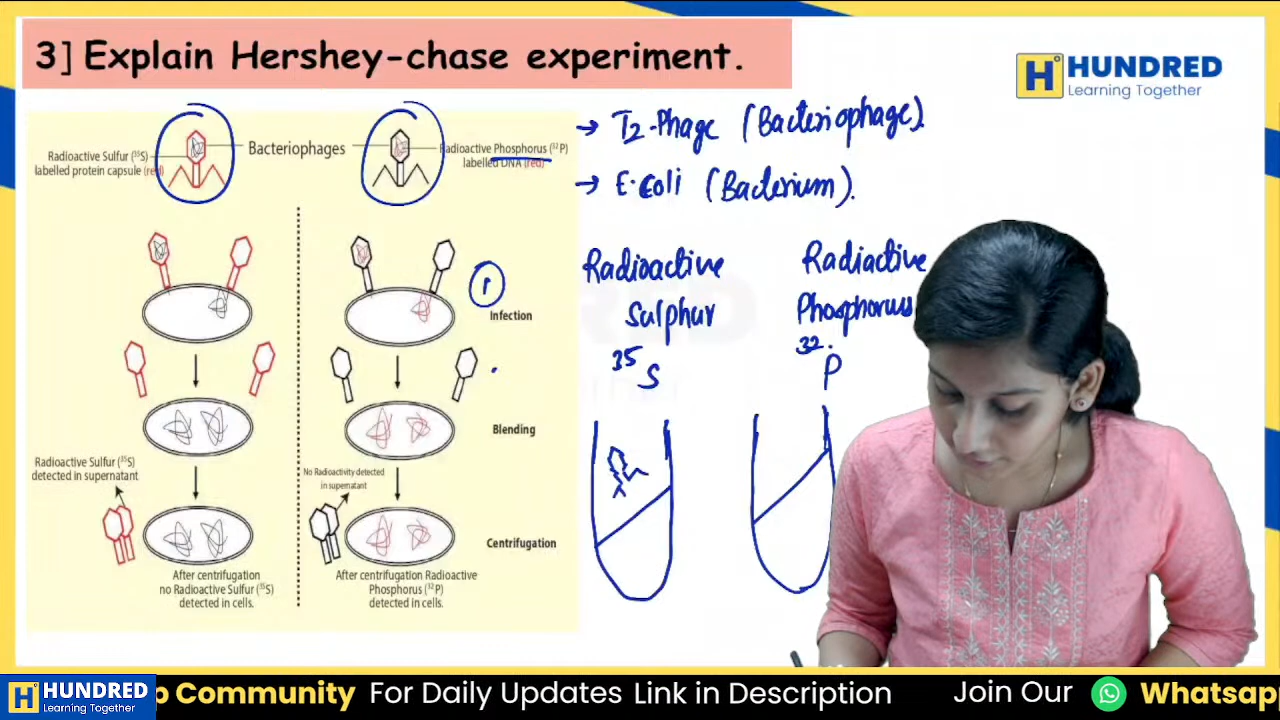 3] Explain Hershey-chase experiment.
HUNDRED
Learning Together
Radioactive Sulfur (³⁵S)
labelled protein capsule (red)
Bacteriophages
Radioactive Phosphorus (³²P)
labelled DNA (red)
→ T2-Phage (Bacteriophage).
→ E.Coli (Bacterium).
Radioactive
Sulphur
³⁵S
Radiactive
Phosphorus
³².P
1
Infection
Blending
Radioactive Sulfur (³⁵S)
detected in supernatant
No Radioactivity detected
in supernatant
Centrifugation
After centrifugation
no Radioactive Sulfur (³⁵S)
detected in cells.
After centrifugation Radioactive
Phosphorus (³²P)
detected in cells.
HUNDRED
Learning Together
Community For Daily Updates Link in Description Join Our Whatsapp